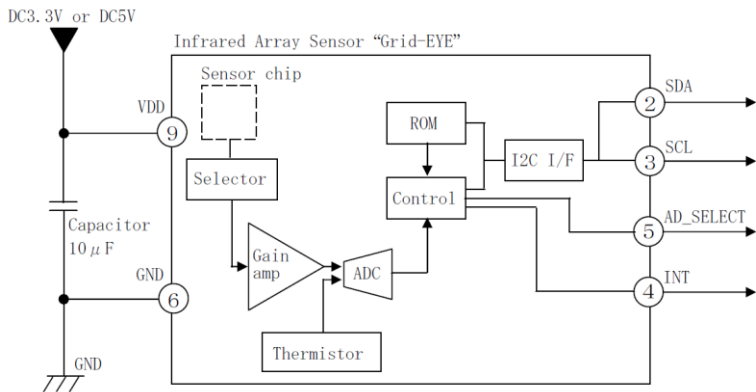 DC3.3V or DC5V
Infrared Array Sensor “Grid-EYE”
Sensor chip
VDD
9
Selector
ROM
I2C I/F
Control
SDA
2
SCL
3
AD_SELECT
5
INT
4
Capacitor
10μF
Gain
amp
ADC
GND
6
Thermistor
GND